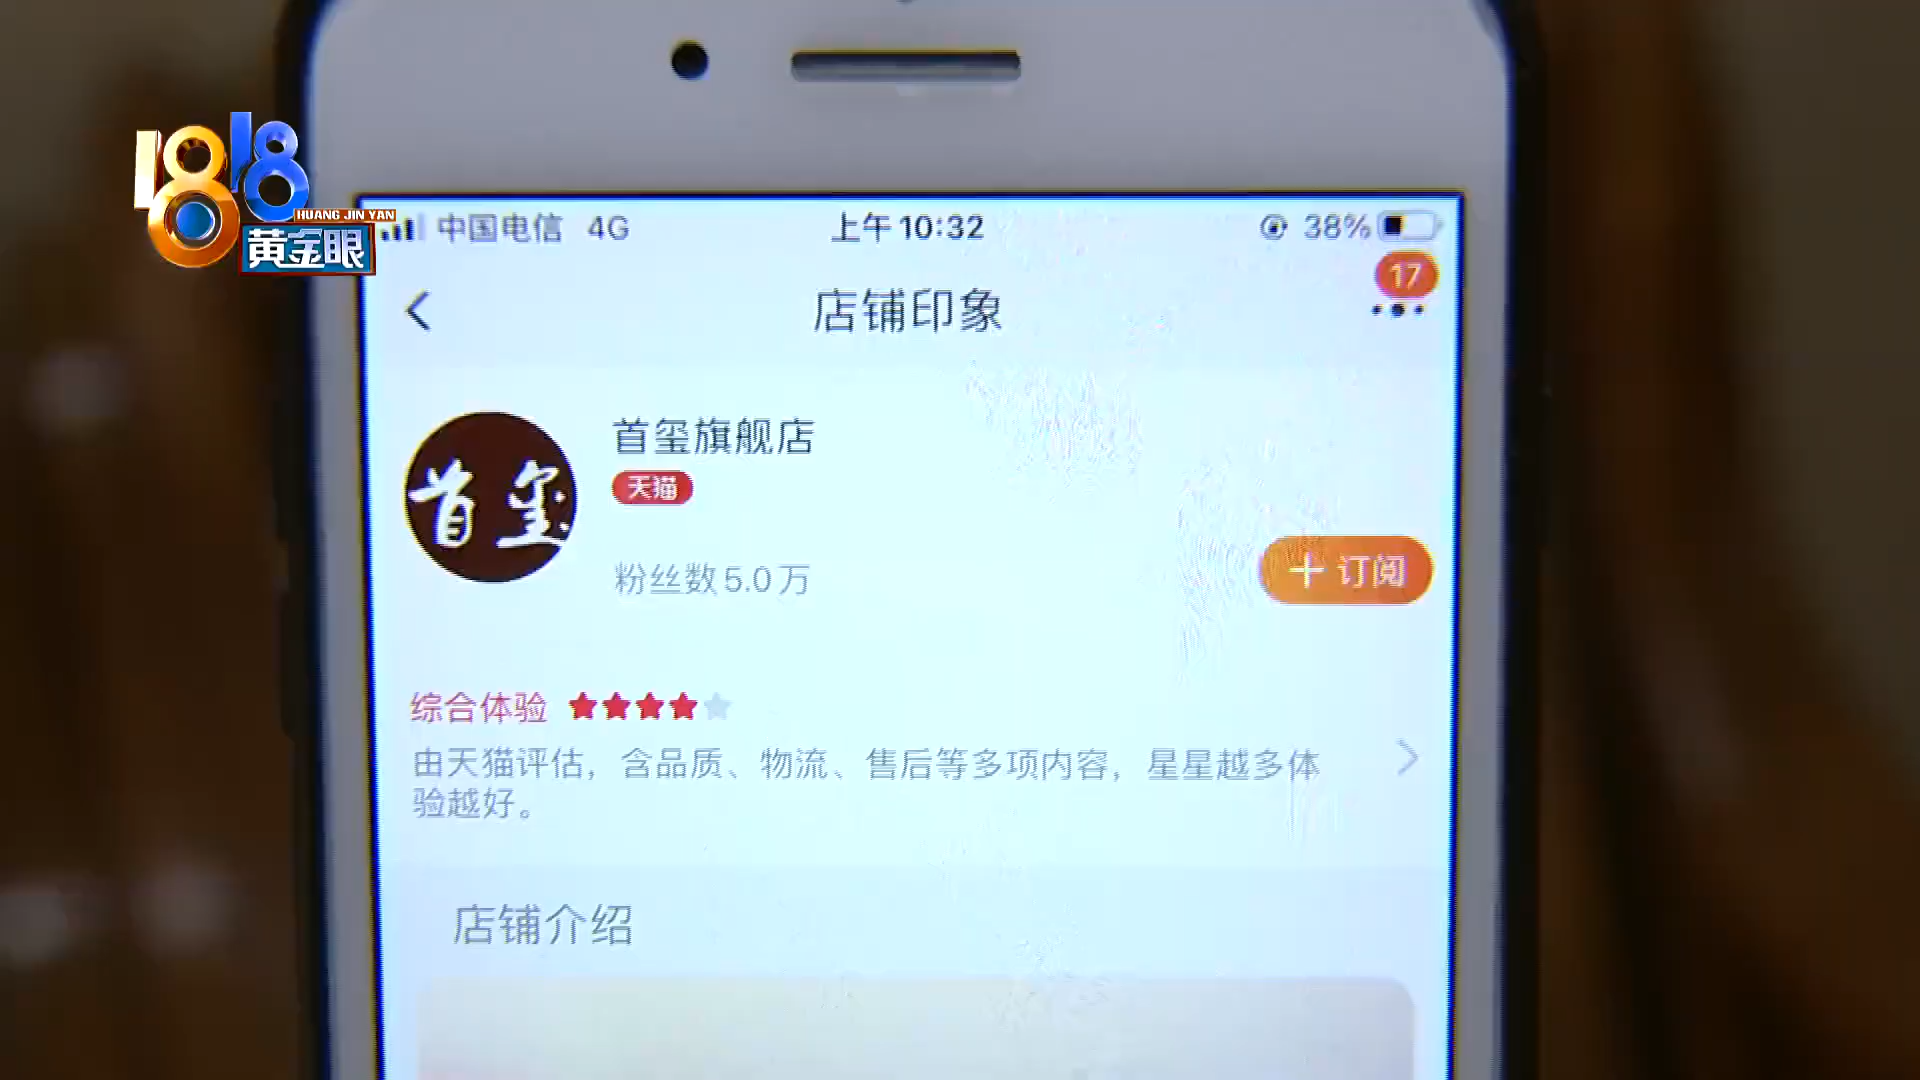 1818
HUANG JIN YAN
黄金眼
中国电信 4G 上午10:32 38%
17
店铺印象
首玺
首玺旗舰店
天猫
粉丝数5.0万
+ 订阅
综合体验
由天猫评估，含品质、物流、售后等多项内容，星星越多体
验越好。
店铺介绍